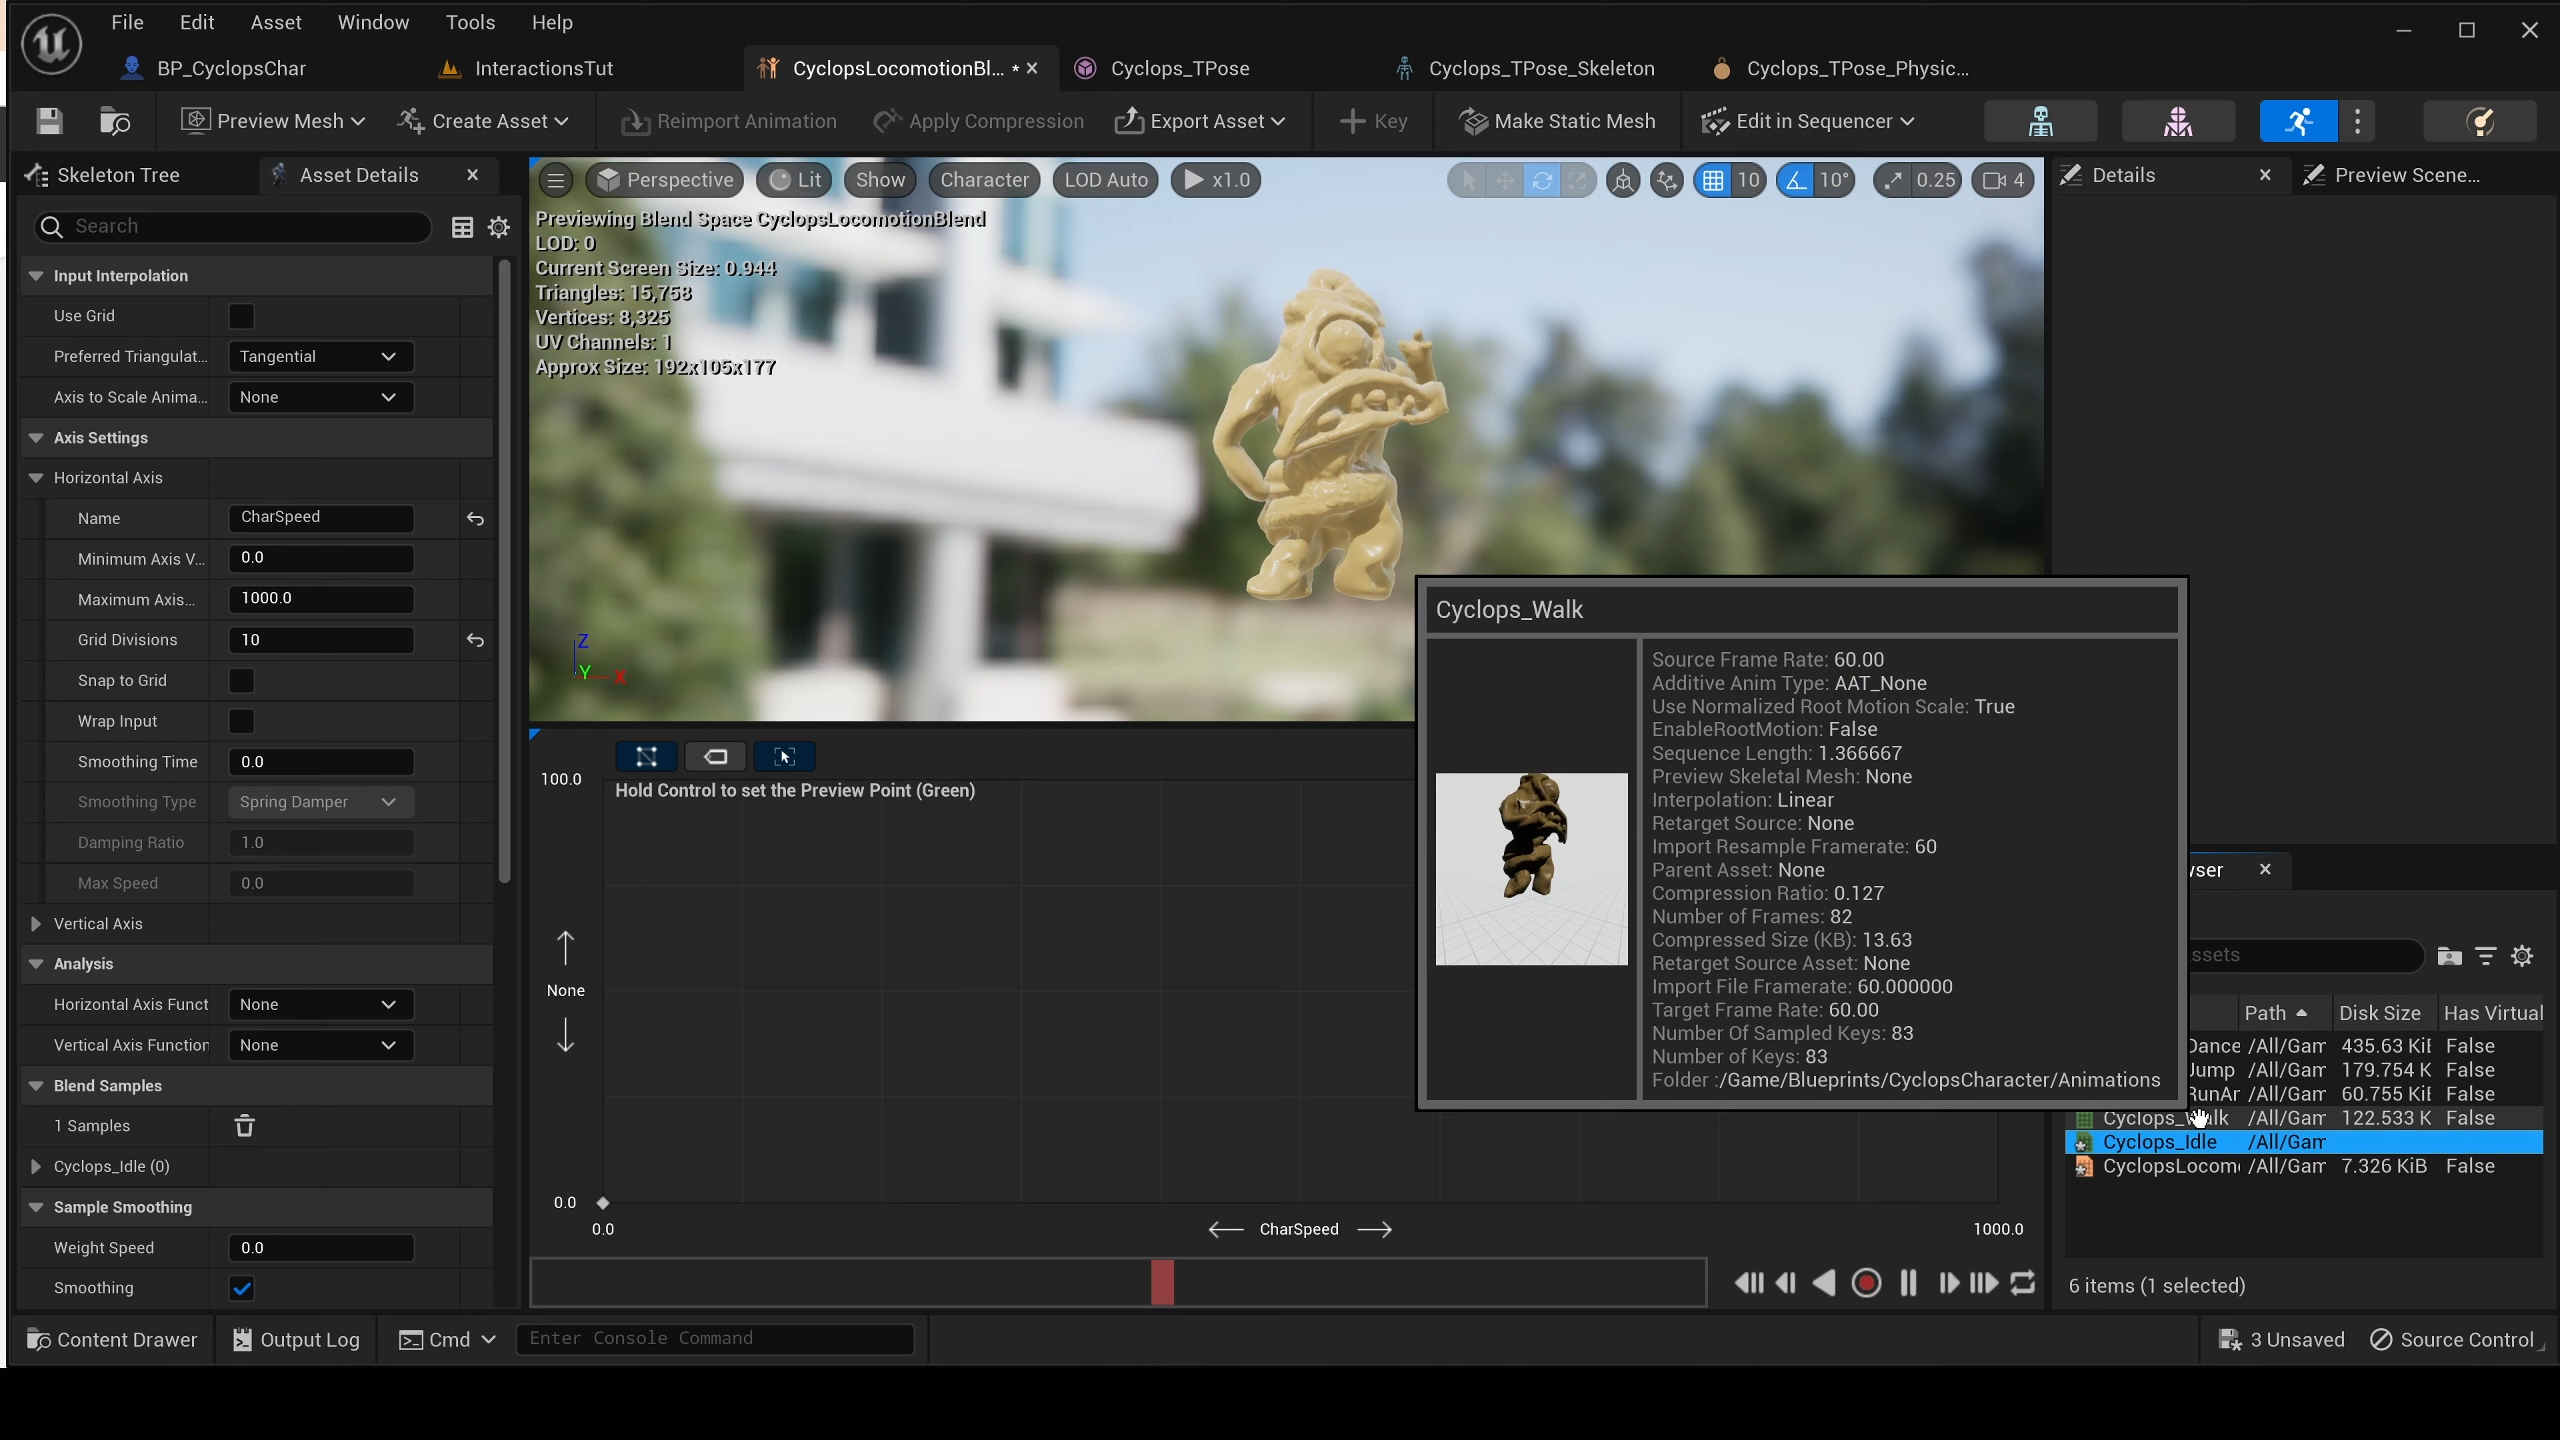 File Edit Asset Window Tools Help
BP_CyclopsChar InteractionsTut CyclopsLocomotionBl... * Cyclops_TPose Cyclops_TPose_Skeleton Cyclops_TPose_Physic...
Preview Mesh Create Asset Reimport Animation Apply Compression Export Asset Key Make Static Mesh Edit in Sequencer
Skeleton Tree Asset Details
Search
Input Interpolation
Use Grid
Preferred Triangulat... Tangential
Axis to Scale Anima... None
Axis Settings
Horizontal Axis
Name CharSpeed
Minimum Axis V... 0.0
Maximum Axis... 1000.0
Grid Divisions 10
Snap to Grid
Wrap Input
Smoothing Time 0.0
Smoothing Type Spring Damper
Damping Ratio 1.0
Max Speed 0.0
Vertical Axis
Analysis
Horizontal Axis Funct None
Vertical Axis Function None
Blend Samples
1 Samples
Cyclops_Idle (0)
Sample Smoothing
Weight Speed 0.0
Smoothing
Perspective Lit Show Character LOD Auto x1.0 10 10° 0.25 4
Previewing Blend Space CyclopsLocomotionBlend
LOD: 0
Current Screen Size: 0.944
Triangles: 15,758
Vertices: 8,325
UV Channels: 1
Approx Size: 192x105x177
Z
Y X
100.0
Hold Control to set the Preview Point (Green)
None
0.0
0.0 CharSpeed 1000.0
Cyclops_Walk
Source Frame Rate: 60.00
Additive Anim Type: AAT_None
Use Normalized Root Motion Scale: True
EnableRootMotion: False
Sequence Length: 1.366667
Preview Skeletal Mesh: None
Interpolation: Linear
Retarget Source: None
Import Resample Framerate: 60
Parent Asset: None
Compression Ratio: 0.127
Number of Frames: 82
Compressed Size (KB): 13.63
Retarget Source Asset: None
Import File Framerate: 60.000000
Target Frame Rate: 60.00
Number Of Sampled Keys: 83
Number of Keys: 83
Folder :/Game/Blueprints/CyclopsCharacter/Animations
Details Preview Scene...
wser
ssets
Path Disk Size Has Virtual
Dance /All/Gam 435.63 KiE False
Jump /All/Gam 179.754 K False
RunAr /All/Gam 60.755 KiE False
Cyclops_Walk /All/Gam 122.533 K False
Cyclops_Idle /All/Gam
CyclopsLocom /All/Gam 7.326 KiB False
6 items (1 selected)
Content Drawer Output Log Cmd Enter Console Command 3 Unsaved Source Control